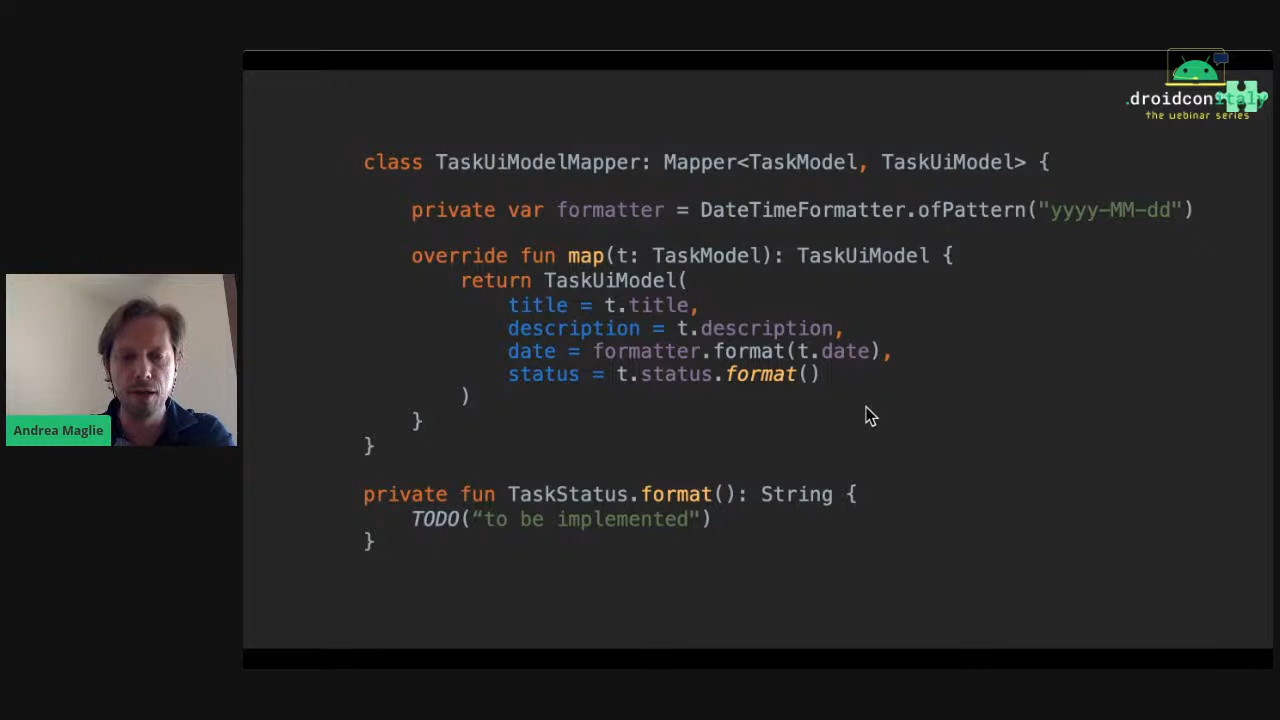 .droidconitaly
the webinar series
class TaskUiModelMapper: Mapper<TaskModel, TaskUiModel> {
private var formatter = DateTimeFormatter.ofPattern("yyyy-MM-dd")
override fun map(t: TaskModel): TaskUiModel {
return TaskUiModel(
title = t.title,
description = t.description,
date = formatter.format(t.date),
status = t.status.format()
)
}
}
private fun TaskStatus.format(): String {
TODO(“to be implemented")
}
Andrea Maglie